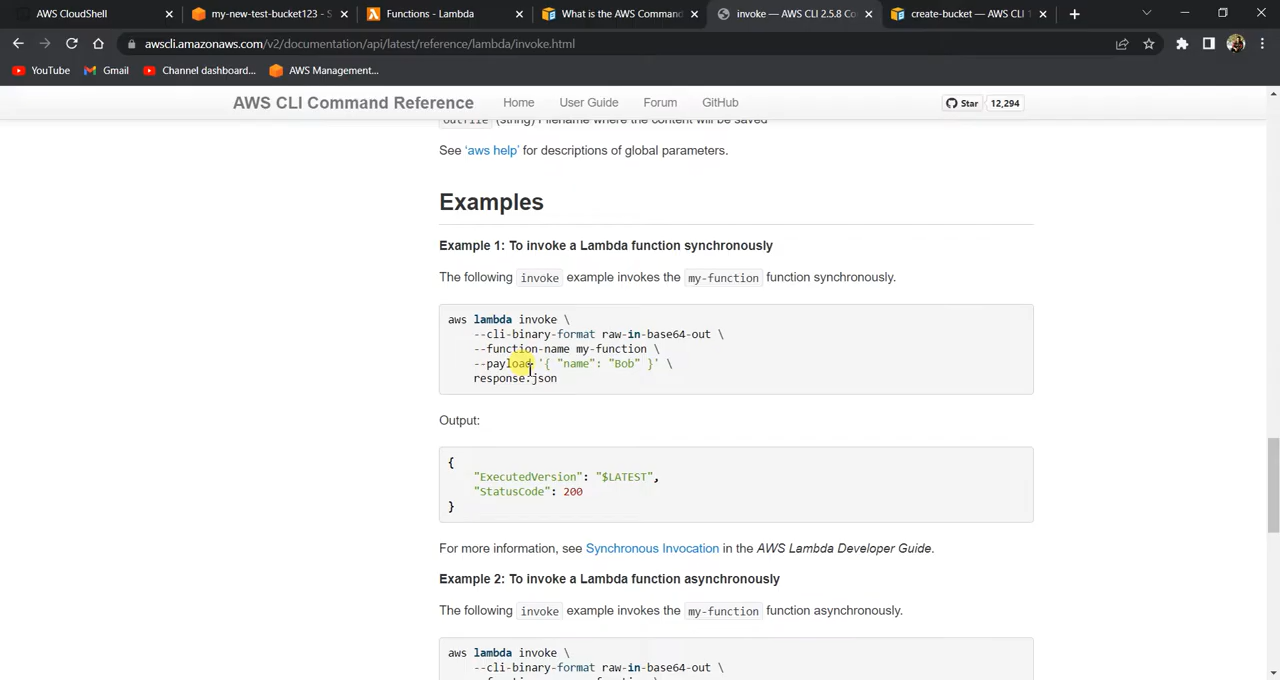 AWS CloudShell
my-new-test-bucket123 - S
Functions - Lambda
What is the AWS Command
invoke — AWS CLI 2.5.8 Co
create-bucket — AWS CLI 1
awscli.amazonaws.com/v2/documentation/api/latest/reference/lambda/invoke.html
YouTube
Gmail
Channel dashboard...
AWS Management...
AWS CLI Command Reference
Home
User Guide
Forum
GitHub
Star
12,294
outfile (string) Filename where the content will be saved
See ‘aws help’ for descriptions of global parameters.
Examples
Example 1: To invoke a Lambda function synchronously
The following invoke example invokes the my-function function synchronously.
aws lambda invoke \
--cli-binary-format raw-in-base64-out \
--function-name my-function \
--payload '{ "name": "Bob" }' \
response.json
Output:
{
"ExecutedVersion": "$LATEST",
"StatusCode": 200
}
For more information, see Synchronous Invocation in the AWS Lambda Developer Guide.
Example 2: To invoke a Lambda function asynchronously
The following invoke example invokes the my-function function asynchronously.
aws lambda invoke \
--cli-binary-format raw-in-base64-out \